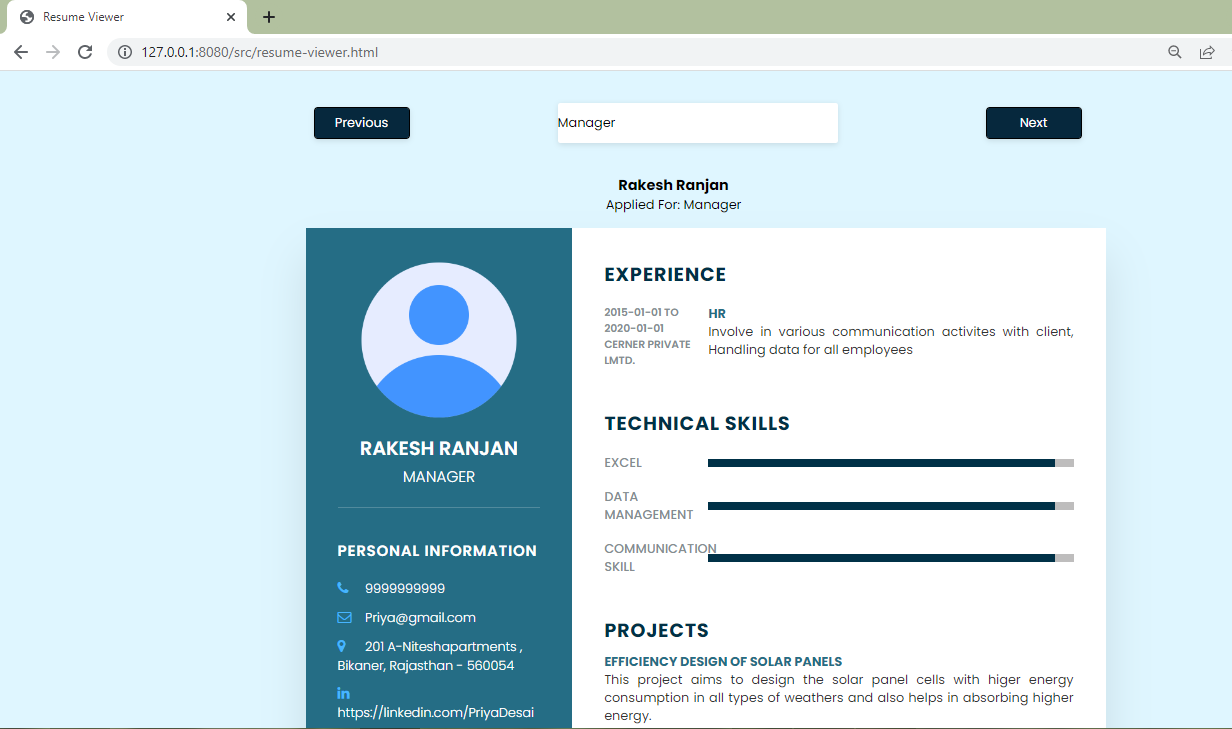 Resume Viewer
127.0.0.1:8080/src/resume-viewer.html
Previous
Manager
Next
Rakesh Ranjan
Applied For: Manager
RAKESH RANJAN
MANAGER
PERSONAL INFORMATION
9999999999
Priya@gmail.com
201 A-Niteshapartments ,
Bikaner, Rajasthan - 560054
in
https://linkedin.com/PriyaDesai
EXPERIENCE
2015-01-01 TO
2020-01-01
CERNER PRIVATE
LMTD.
HR
Involve in various communication activites with client,
Handling data for all employees
TECHNICAL SKILLS
EXCEL
DATA
MANAGEMENT
COMMUNICATION
SKILL
PROJECTS
EFFICIENCY DESIGN OF SOLAR PANELS
This project aims to design the solar panel cells with higer energy
consumption in all types of weathers and also helps in absorbing higher
energy.